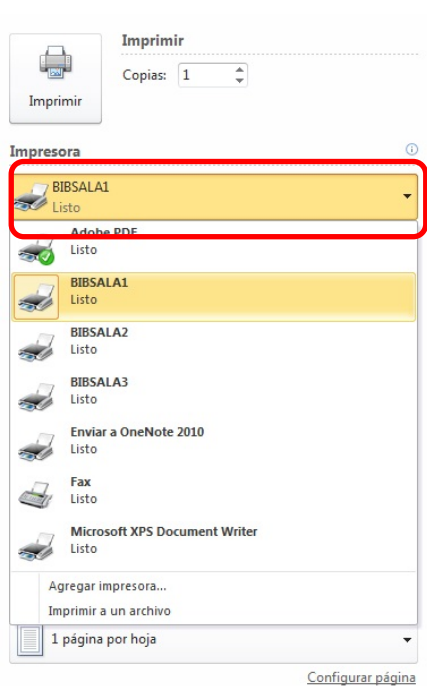 Imprimir
Copias: 1
Imprimir
Impresora
BIBSALA1
Listo
Adobe PDF
Listo
BIBSALA1
Listo
BIBSALA2
Listo
BIBSALA3
Listo
Enviar a OneNote 2010
Listo
Fax
Listo
Microsoft XPS Document Writer
Listo
Agregar impresora...
Imprimir a un archivo
1 página por hoja
Configurar página